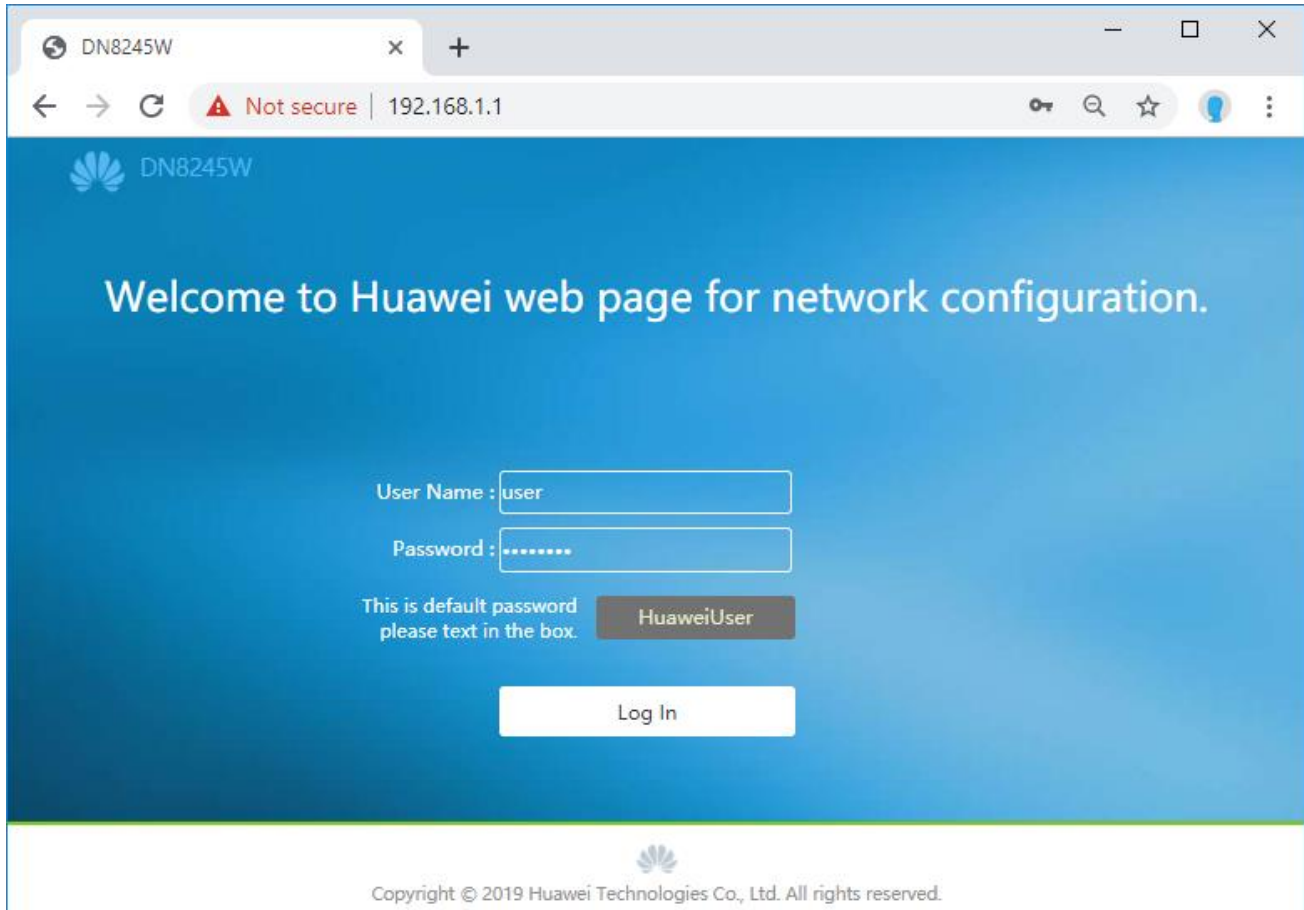 DN8245W
Not secure 192.168.1.1
DN8245W
Welcome to Huawei web page for network configuration.
User Name : user
Password : ••••••••
This is default password
please text in the box.
HuaweiUser
Log In
Copyright © 2019 Huawei Technologies Co., Ltd. All rights reserved.